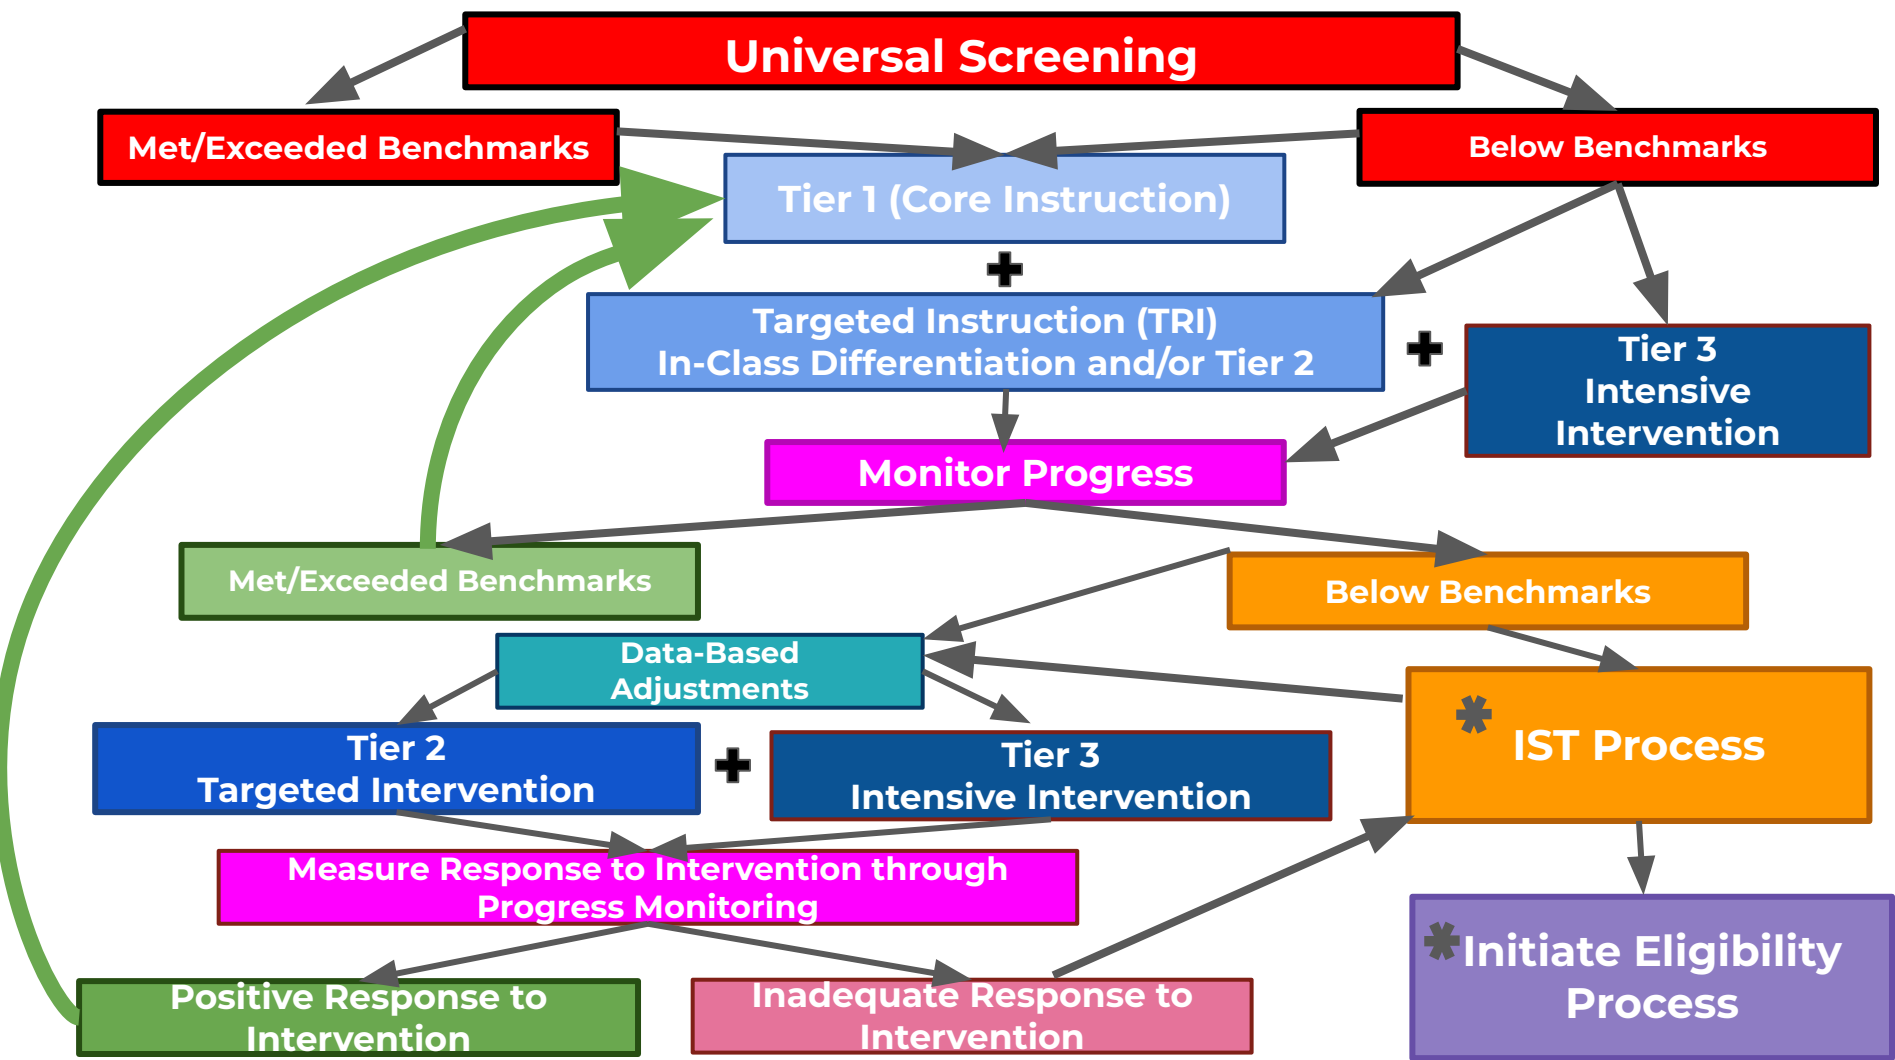 Universal Screening
Met/Exceeded Benchmarks
Below Benchmarks
Tier 1 (Core Instruction)
Targeted Instruction (TRI)
In-Class Differentiation and/or Tier 2
Tier 3
Intensive
Intervention
Monitor Progress
Met/Exceeded Benchmarks
Below Benchmarks
Data-Based
Adjustments
Tier 2
Targeted Intervention
Tier 3
Intensive Intervention
IST Process
Measure Response to Intervention through
Progress Monitoring
Initiate Eligibility
Process
Positive Response to
Intervention
Inadequate Response to
Intervention